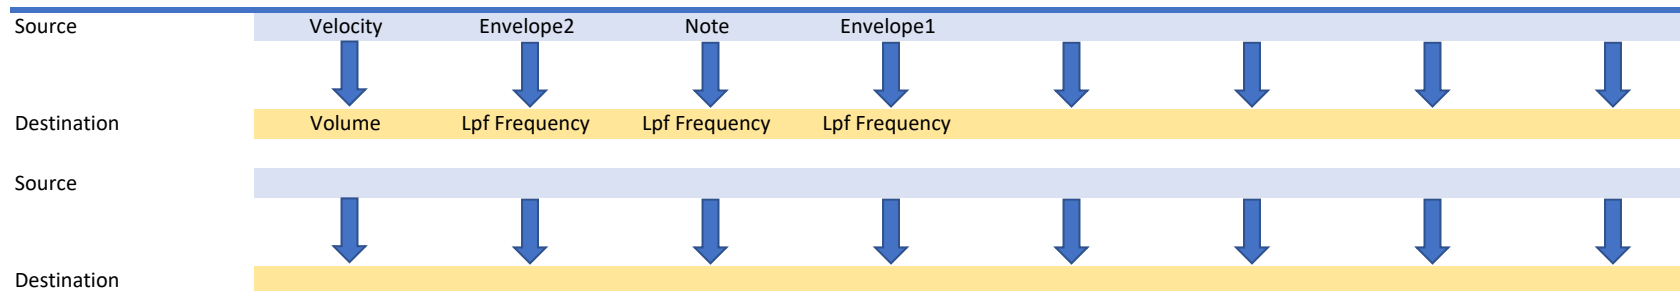 Source Velocity Envelope2 Note Envelope1
Destination Volume Lpf Frequency Lpf Frequency Lpf Frequency
Source
Destination